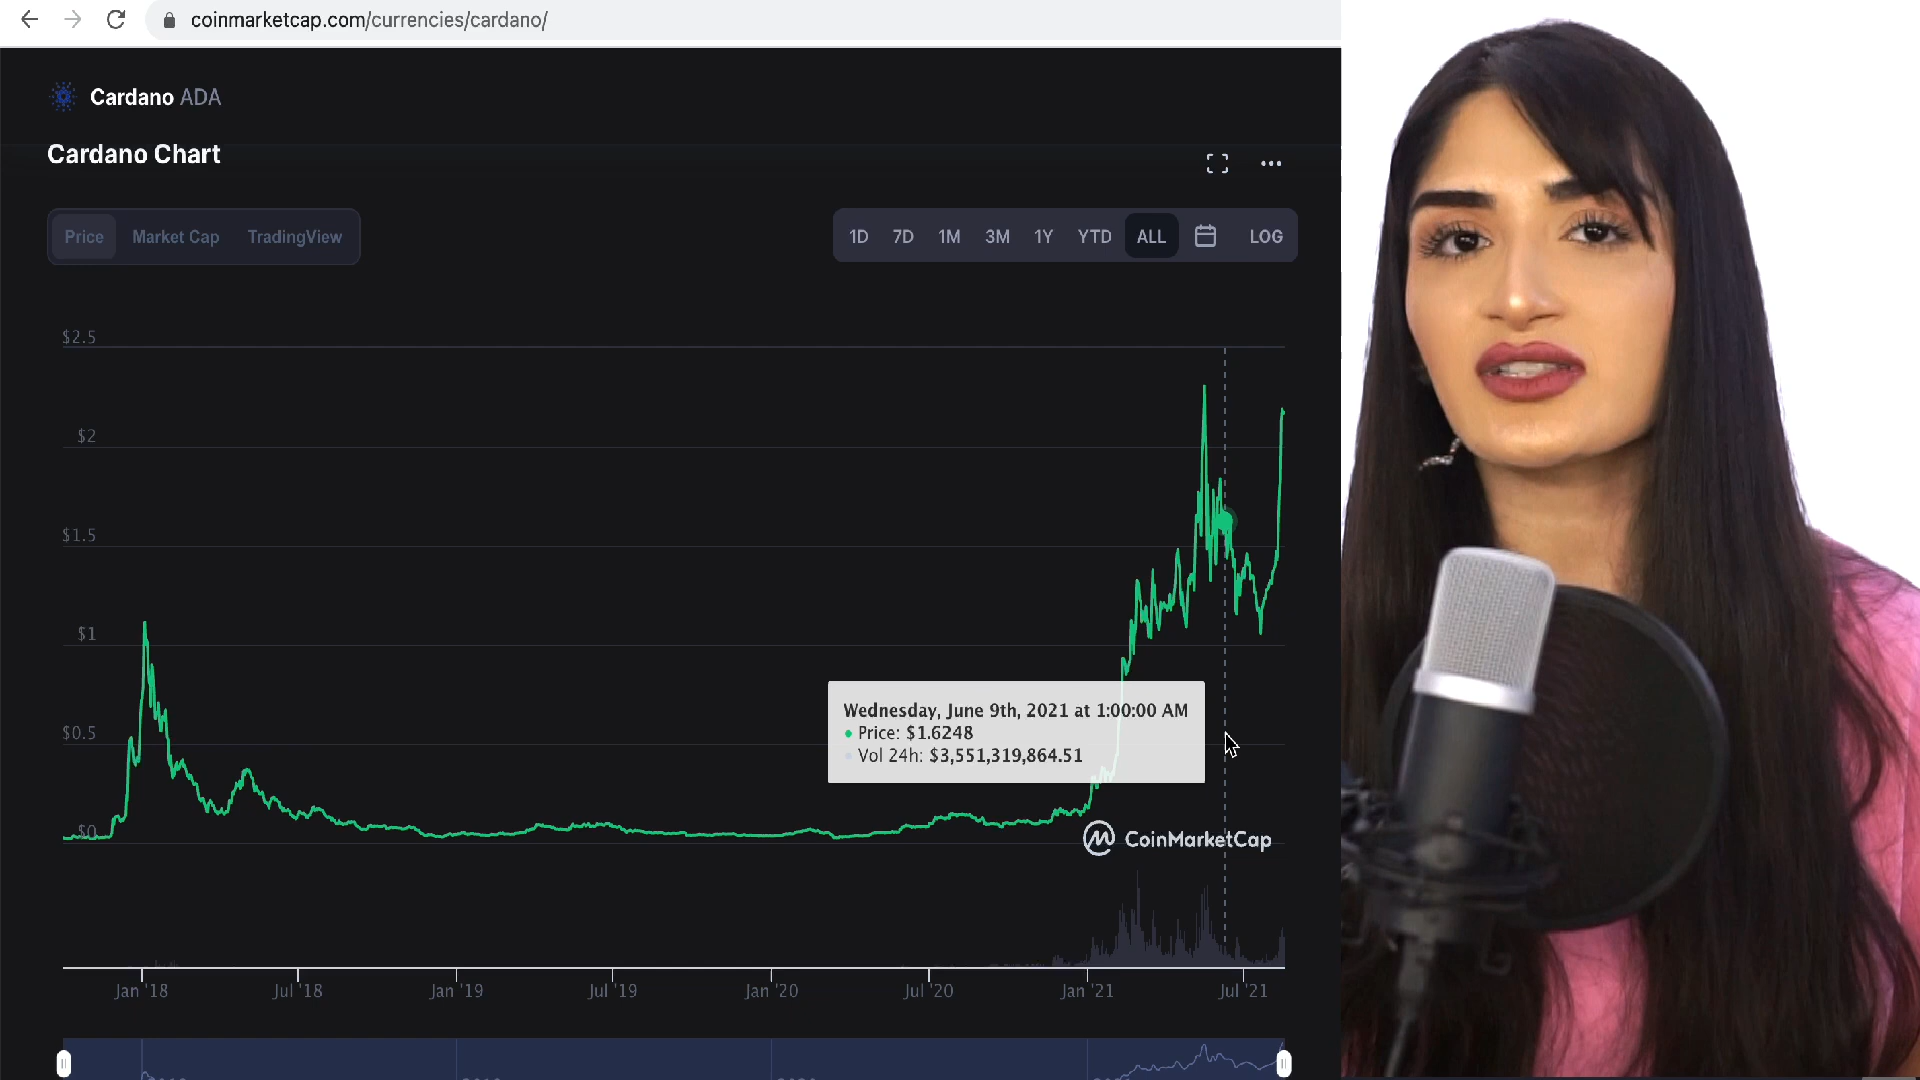 coinmarketcap.com/currencies/cardano/
Cardano ADA
Cardano Chart
Price Market Cap TradingView
1D 7D 1M 3M 1Y YTD ALL LOG
$2.5
$2
$1.5
$1
$0.5
$0
Wednesday, June 9th, 2021 at 1:00:00 AM
Price: $1.6248
Vol 24h: $3,551,319,864.51
CoinMarketCap
Jan '18 Jul '18 Jan '19 Jul '19 Jan '20 Jul '20 Jan '21 Jul '21